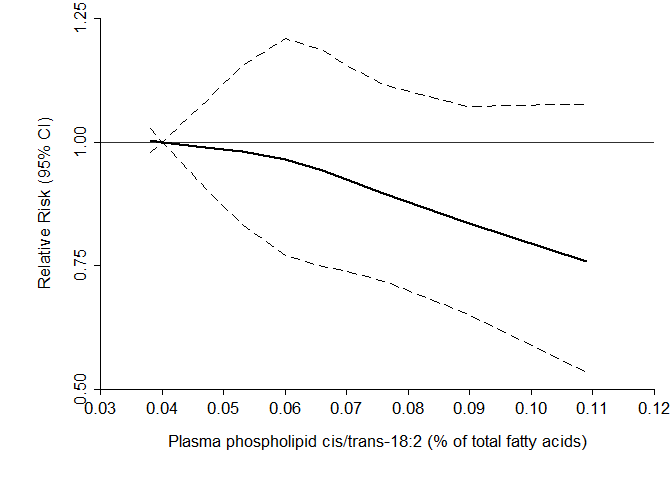 1.25
1.00
0.75
0.50
Relative Risk (95% CI)
0.03 0.04 0.05 0.06 0.07 0.08 0.09 0.10 0.11 0.12
Plasma phospholipid cis/trans-18:2 (% of total fatty acids)